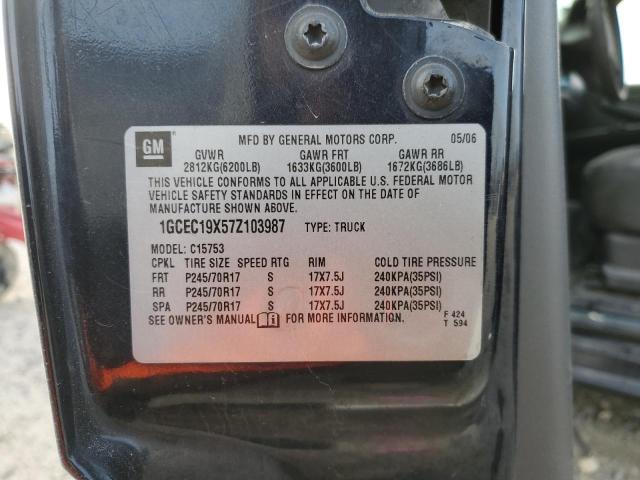 GM
MFD BY GENERAL MOTORS CORP. 05/06
GVWR GAWR FRT GAWR RR
2812KG(6200LB) 1633KG(3600LB) 1672KG(3686LB)
THIS VEHICLE CONFORMS TO ALL APPLICABLE U.S. FEDERAL MOTOR
VEHICLE SAFETY STANDARDS IN EFFECT ON THE DATE OF
MANUFACTURE SHOWN ABOVE.
1GCEC19X57Z103987 TYPE: TRUCK
MODEL: C15753
CPKL TIRE SIZE SPEED RTG RIM COLD TIRE PRESSURE
FRT P245/70R17 S 17X7.5J 240KPA(35PSI)
RR P245/70R17 S 17X7.5J 240KPA(35PSI)
SPA P245/70R17 S 17X7.5J 240KPA(35PSI)
SEE OWNER'S MANUAL FOR MORE INFORMATION. F 424
T 594